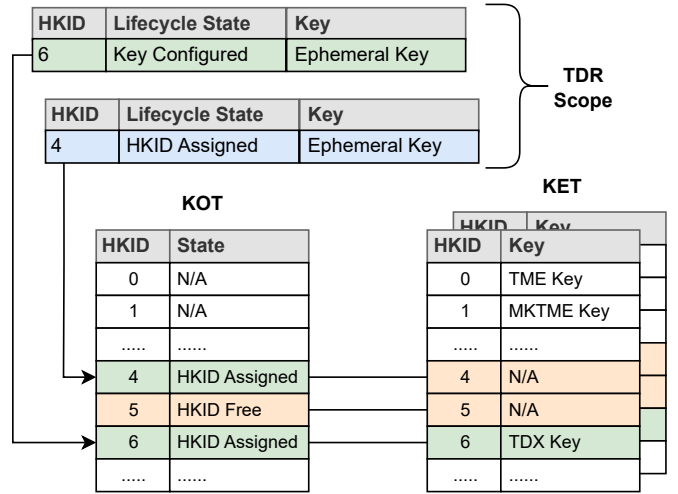 HKID Lifecycle State Key
6 Key Configured Ephemeral Key
TDR
Scope
HKID Lifecycle State Key
4 HKID Assigned Ephemeral Key
KOT
HKID State
0 N/A
1 N/A
..... ......
4 HKID Assigned
5 HKID Free
6 HKID Assigned
..... ......
KET
HKID Key
HKID Key
0 TME Key
1 MKTME Key
..... ......
4 N/A
5 N/A
6 TDX Key
..... ......